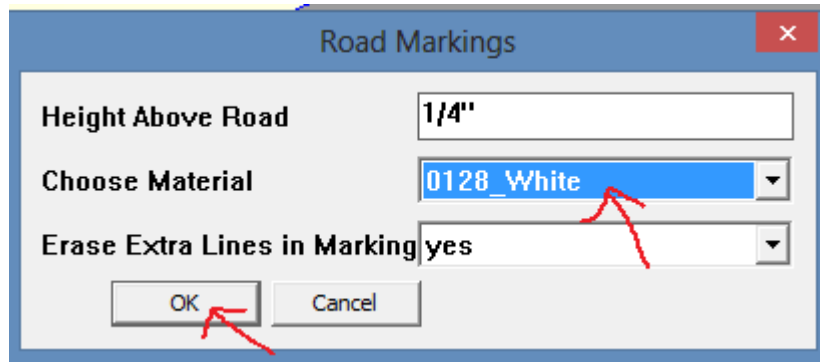 Road Markings
Height Above Road 1/4"
Choose Material 0128_White
Erase Extra Lines in Marking yes
OK Cancel